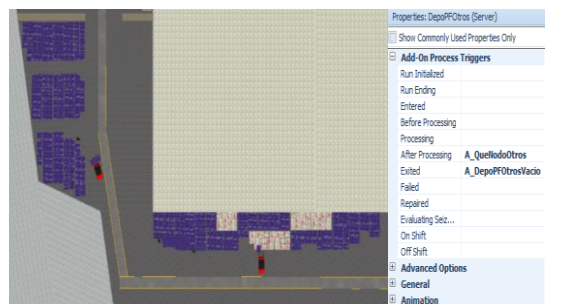 Properties: DepoPFOtros (Server)
Show Commonly Used Properties Only
Add-On Process Triggers
Run Initialized
Run Ending
Entered
Before Processing
Processing
After Processing A_QueNodoOtros
Exited A_DepoPFOtrosVacio
Failed
Repaired
Evaluating Seiz...
On Shift
Off Shift
Advanced Options
General
Animation